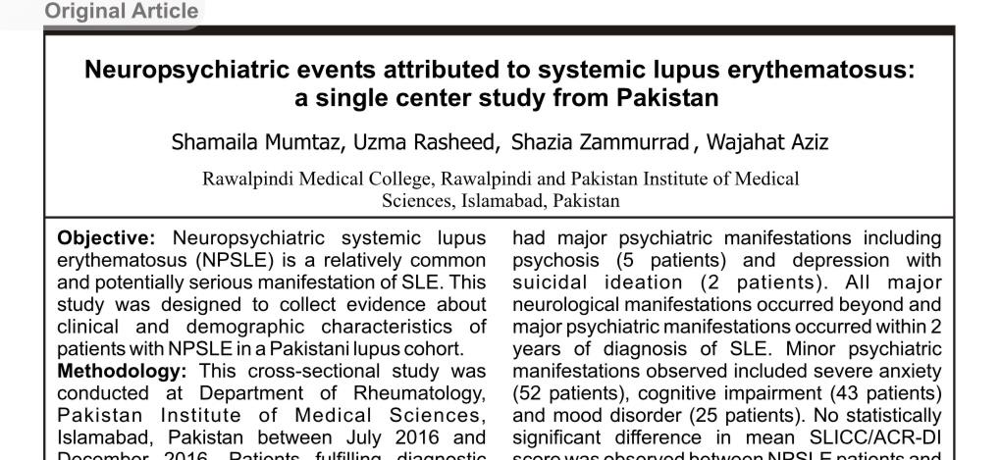 Original Article
Neuropsychiatric events attributed to systemic lupus erythematosus:
a single center study from Pakistan
Shamaila Mumtaz, Uzma Rasheed, Shazia Zammurrad , Wajahat Aziz
Rawalpindi Medical College, Rawalpindi and Pakistan Institute of Medical
Sciences, Islamabad, Pakistan
Objective: Neuropsychiatric systemic lupus
erythematosus (NPSLE) is a relatively common
and potentially serious manifestation of SLE. This
study was designed to collect evidence about
clinical and demographic characteristics of
patients with NPSLE in a Pakistani lupus cohort.
Methodology: This cross-sectional study was
conducted at Department of Rheumatology,
Pakistan Institute of Medical Sciences,
Islamabad, Pakistan between July 2016 and
December 2016. Patients fulfilling diagnostic
had major psychiatric manifestations including
psychosis (5 patients) and depression with
suicidal ideation (2 patients). All major
neurological manifestations occurred beyond and
major psychiatric manifestations occurred within 2
years of diagnosis of SLE. Minor psychiatric
manifestations observed included severe anxiety
(52 patients), cognitive impairment (43 patients)
and mood disorder (25 patients). No statistically
significant difference in mean SLICC/ACR-DI
score was observed between NPSLE patients and